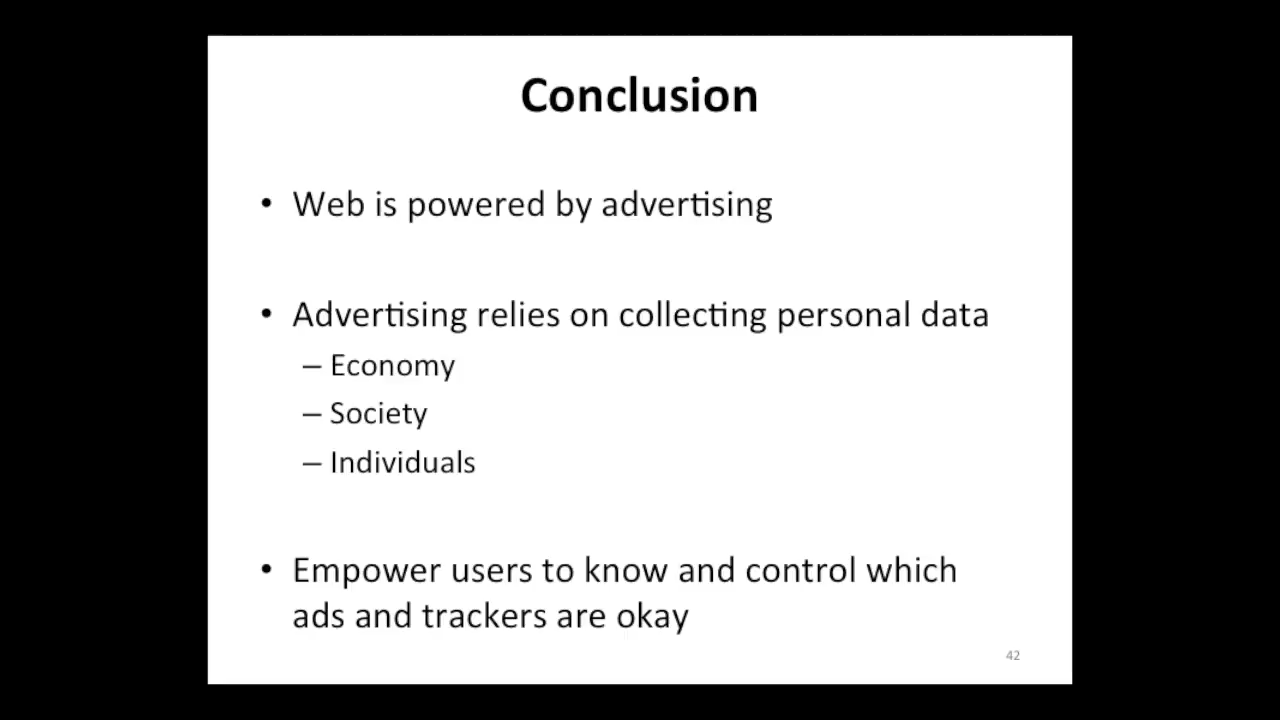 Conclusion
• Web is powered by advertising
• Advertising relies on collecting personal data
– Economy
– Society
– Individuals
• Empower users to know and control which
ads and trackers are okay
42